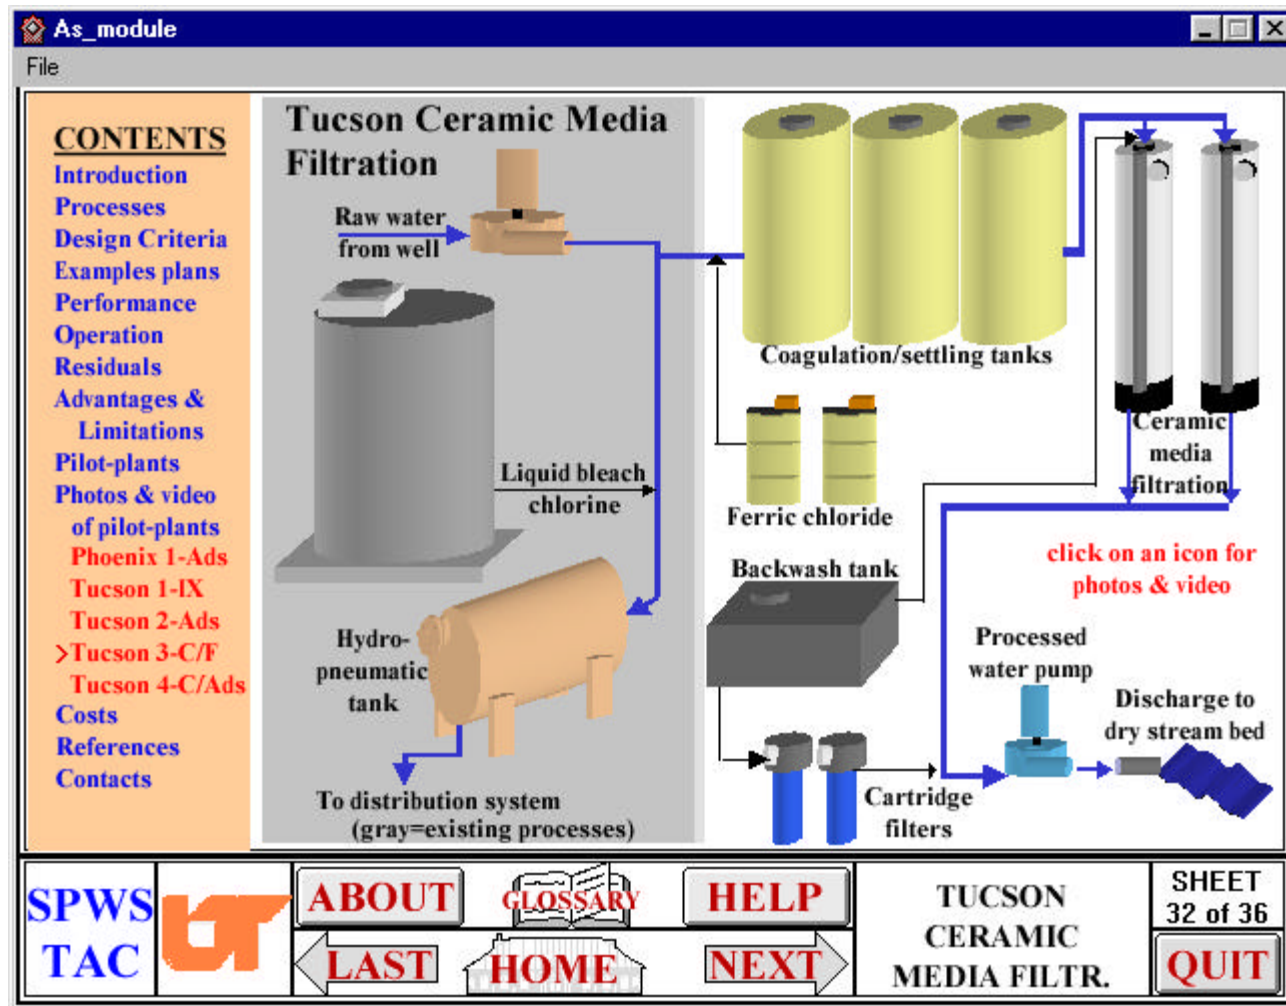 As_module
File
CONTENTS
Introduction
Processes
Design Criteria
Examples plans
Performance
Operation
Residuals
Advantages &
Limitations
Pilot-plants
Photos & video
of pilot-plants
Phoenix 1-Ads
Tucson 1-IX
Tucson 2-Ads
>Tucson 3-C/F
Tucson 4-C/Ads
Costs
References
Contacts
Tucson Ceramic Media
Filtration
Raw water
from well
Liquid bleach
chlorine
Hydro-
pneumatic
tank
To distribution system
(gray=existing processes)
Coagulation/settling tanks
Ferric chloride
Ceramic
media
filtration
Backwash tank
click on an icon for
photos & video
Processed
water pump
Discharge to
dry stream bed
Cartridge
filters
SPWS
TAC
UT
ABOUT
GLOSSARY
HELP
LAST
HOME
NEXT
TUCSON
CERAMIC
MEDIA FILTR.
SHEET
32 of 36
QUIT